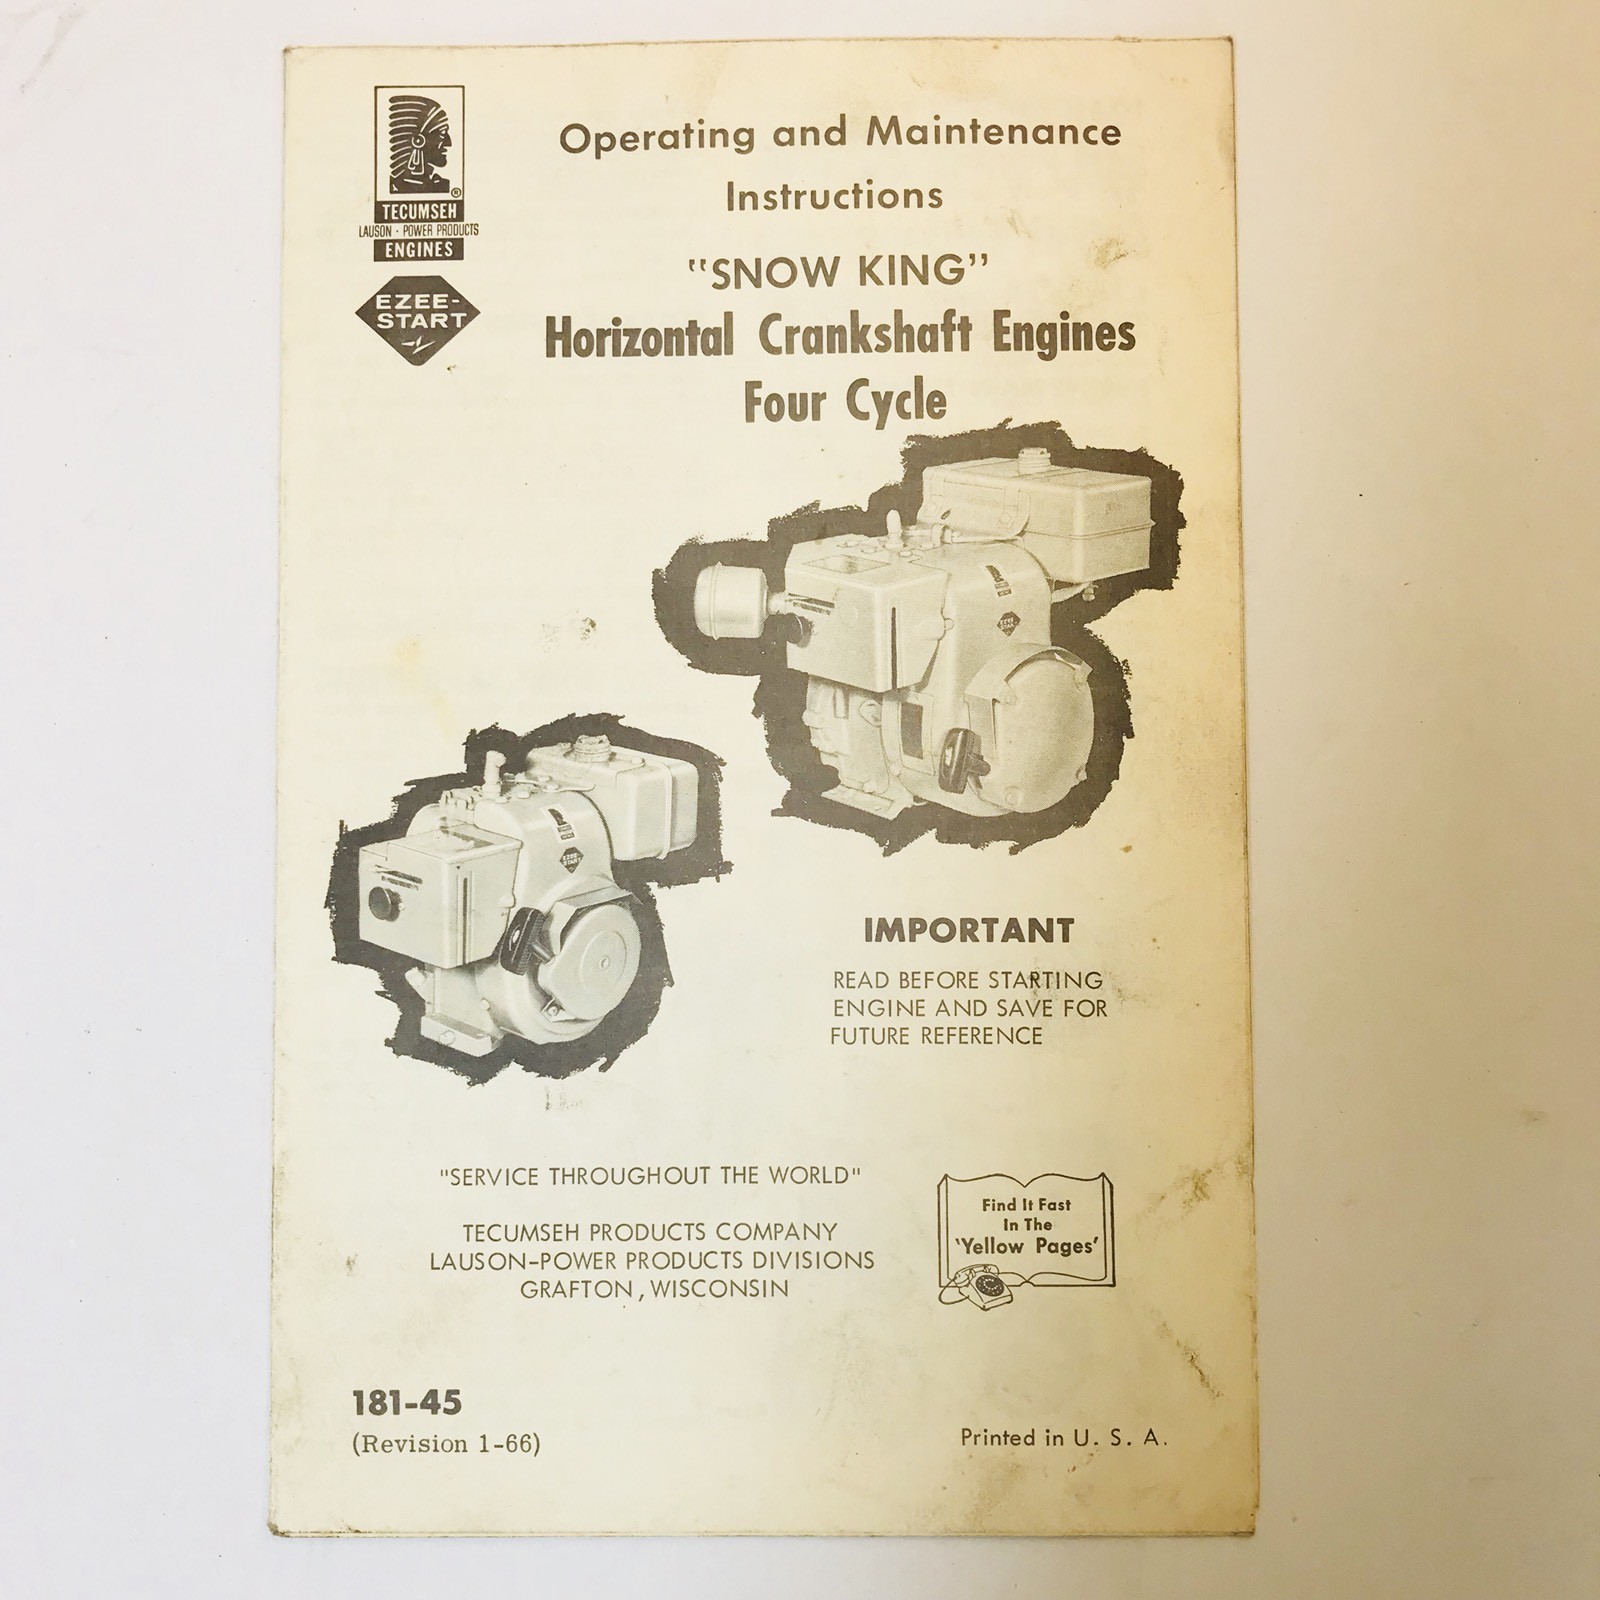 TECUMSEH
LAUSON · POWER PRODUCTS
ENGINES
EZEE-
START
Operating and Maintenance
Instructions
"SNOW KING"
Horizontal Crankshaft Engines
Four Cycle
EZEE
START
IMPORTANT
READ BEFORE STARTING
ENGINE AND SAVE FOR
FUTURE REFERENCE
"SERVICE THROUGHOUT THE WORLD"
TECUMSEH PRODUCTS COMPANY
LAUSON-POWER PRODUCTS DIVISIONS
GRAFTON, WISCONSIN
Find It Fast
In The
'Yellow Pages'
181-45
(Revision 1-66)
Printed in U. S. A.